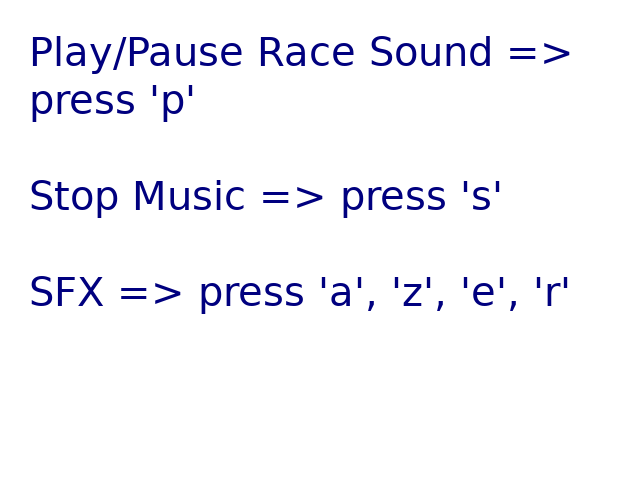 Play/Pause Race Sound =>
press 'p'
Stop Music => press 's'
SFX => press 'a', 'z', 'e', 'r'